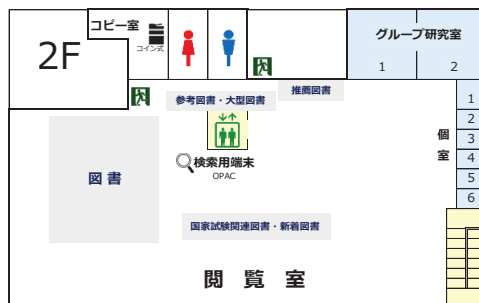 2F
コピー室
コイン式
グループ研究室
1 2
推薦図書
参考図書・大型図書
個室
1
2
3
4
5
6
検索用端末
OPAC
図書
国家試験関連図書・新着図書
閲覧室